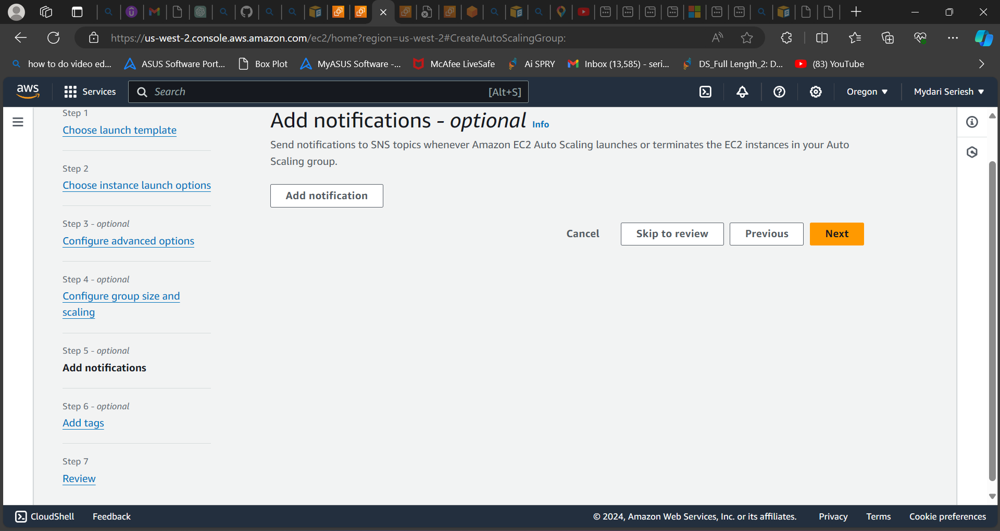 https://us-west-2.console.aws.amazon.com/ec2/home?region=us-west-2#CreateAutoScalingGroup:
how to do video ed... ASUS Software Port... Box Plot MyASUS Software -... McAfee LiveSafe Ai SPRY Inbox (13,585) - seri... DS_Full Length_2: D... (83) YouTube
aws Services Search [Alt+S] Oregon Mydari Seriesh
Step 1
Choose launch template
Step 2
Choose instance launch options
Step 3 - optional
Configure advanced options
Step 4 - optional
Configure group size and
scaling
Step 5 - optional
Add notifications
Step 6 - optional
Add tags
Step 7
Review
Add notifications - optional Info
Send notifications to SNS topics whenever Amazon EC2 Auto Scaling launches or terminates the EC2 instances in your Auto
Scaling group.
Add notification
Cancel Skip to review Previous Next
CloudShell Feedback © 2024, Amazon Web Services, Inc. or its affiliates. Privacy Terms Cookie preferences